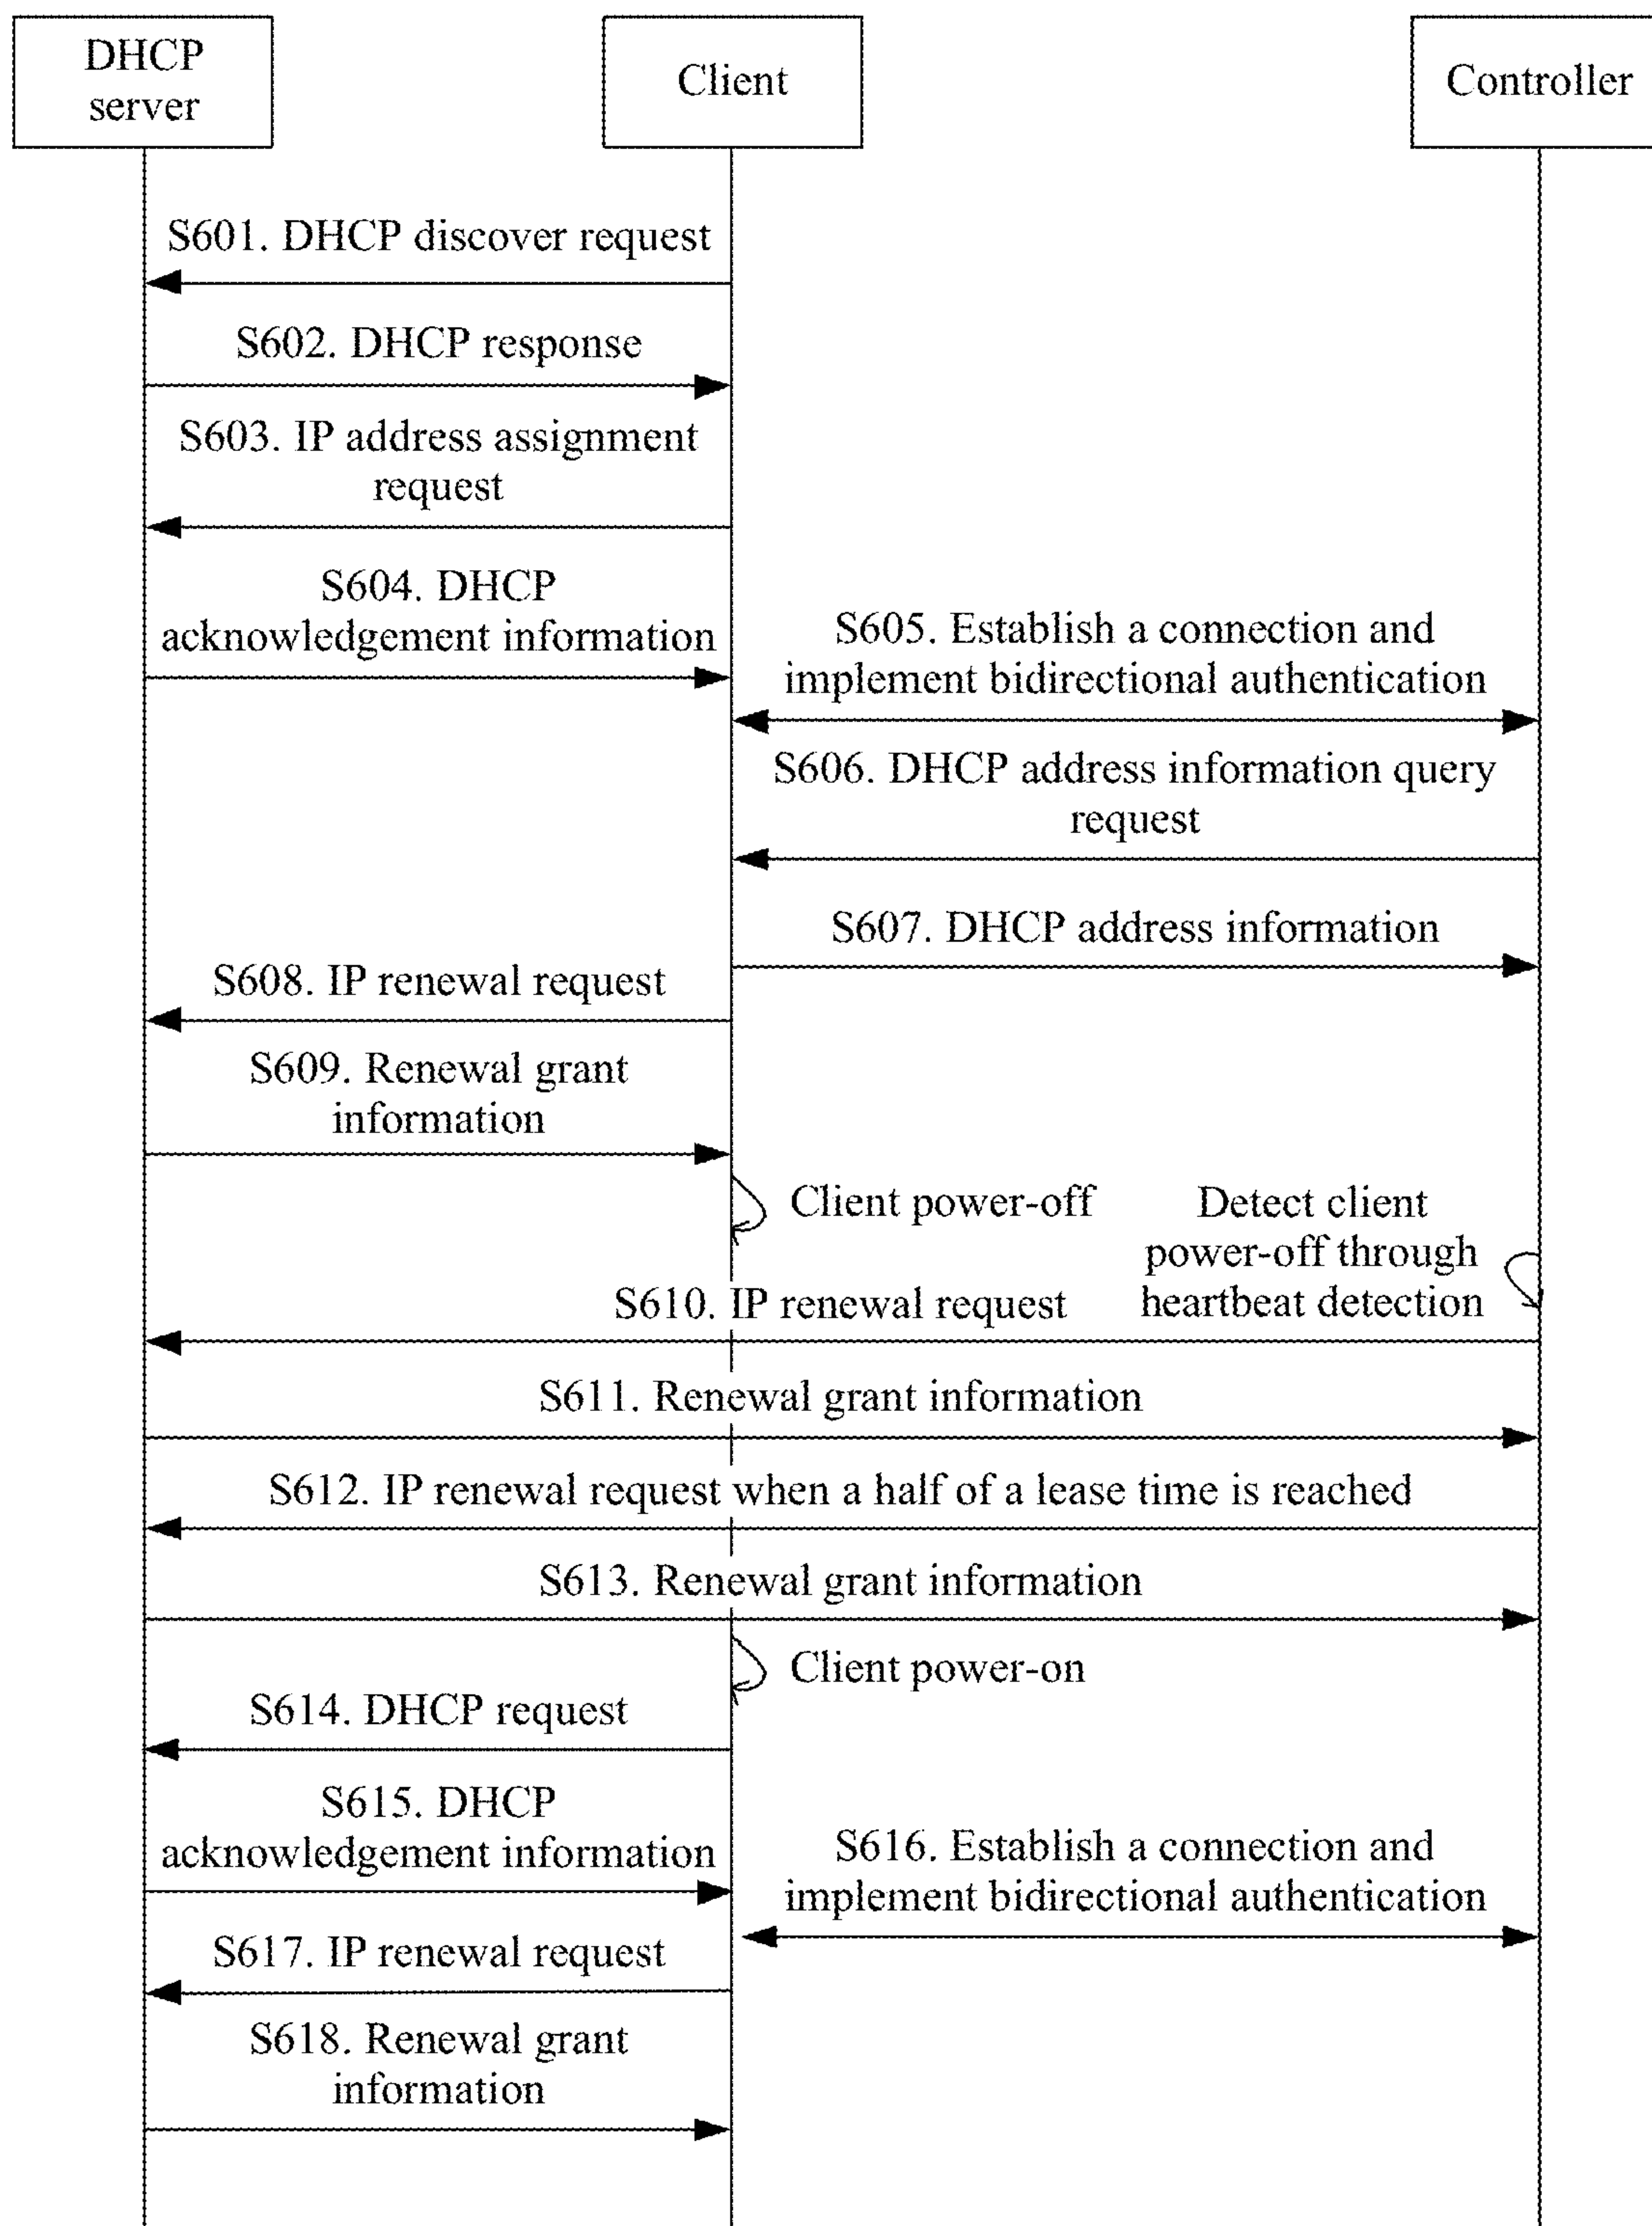 DHCP
server
Client
Controller
S601. DHCP discover request
S602. DHCP response
S603. IP address assignment
request
S604. DHCP
acknowledgement information
S605. Establish a connection and
implement bidirectional authentication
S606. DHCP address information query
request
S607. DHCP address information
S608. IP renewal request
S609. Renewal grant
information
Client power-off
Detect client
power-off through
heartbeat detection
S610. IP renewal request
S611. Renewal grant information
S612. IP renewal request when a half of a lease time is reached
S613. Renewal grant information
Client power-on
S614. DHCP request
S615. DHCP
acknowledgement information
S616. Establish a connection and
implement bidirectional authentication
S617. IP renewal request
S618. Renewal grant
information